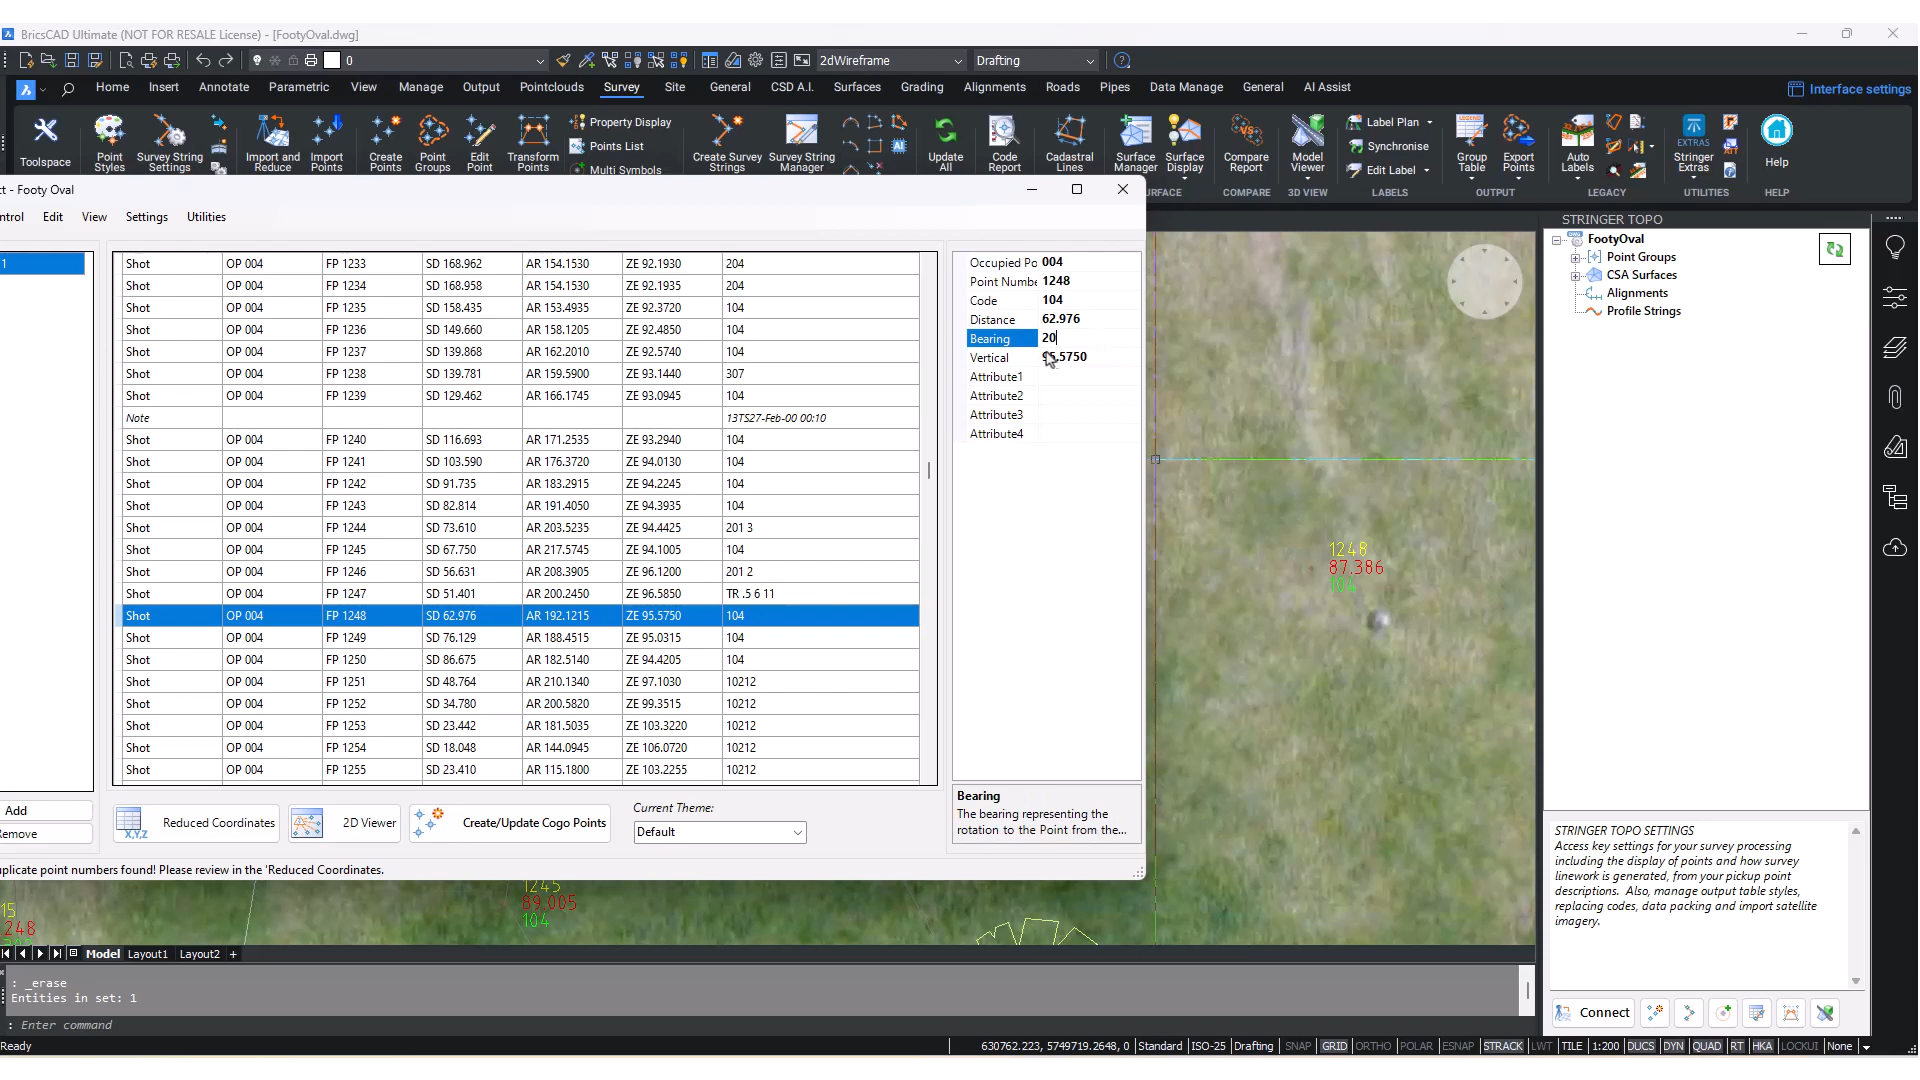 BricsCAD Ultimate (NOT FOR RESALE License) - [FootyOval.dwg]
0
2dWireframe
Drafting
Home Insert Annotate Parametric View Manage Output Pointclouds Survey Site General CSD A.I. Surfaces Grading Alignments Roads Pipes Data Manage General AI Assist
Interface settings
Toolspace
Point Styles
Survey String Settings
Import and Reduce
Import Points
Create Points
Point Groups
Edit Point
Transform Points
Property Display
Points List
Multi Symbols
Create Survey Strings
Survey String Manager
Update All
Code Report
Cadastral Lines
Surface Manager
Surface Display
Compare Report
Model Viewer
Label Plan
Synchronise
Edit Label
Group Table
Export Points
Auto Labels
EXTRAS
Stringer Extras
Help
COMPARE
3D VIEW
LABELS
OUTPUT
LEGACY
UTILITIES
HELP
ct - Footy Oval
ntrol Edit View Settings Utilities
1
Shot OP 004 FP 1233 SD 168.962 AR 154.1530 ZE 92.1930 204
Shot OP 004 FP 1234 SD 168.958 AR 154.1530 ZE 92.1935 204
Shot OP 004 FP 1235 SD 158.435 AR 153.4935 ZE 92.3720 104
Shot OP 004 FP 1236 SD 149.660 AR 158.1205 ZE 92.4850 104
Shot OP 004 FP 1237 SD 139.868 AR 162.2010 ZE 92.5740 104
Shot OP 004 FP 1238 SD 139.781 AR 159.5900 ZE 93.1440 307
Shot OP 004 FP 1239 SD 129.462 AR 166.1745 ZE 93.0945 104
Note 13TS27-Feb-00 00:10
Shot OP 004 FP 1240 SD 116.693 AR 171.2535 ZE 93.2940 104
Shot OP 004 FP 1241 SD 103.590 AR 176.3720 ZE 94.0130 104
Shot OP 004 FP 1242 SD 91.735 AR 183.2915 ZE 94.2245 104
Shot OP 004 FP 1243 SD 82.814 AR 191.4050 ZE 94.3935 104
Shot OP 004 FP 1244 SD 73.610 AR 203.5235 ZE 94.4425 201 3
Shot OP 004 FP 1245 SD 67.750 AR 217.5745 ZE 94.1005 104
Shot OP 004 FP 1246 SD 56.631 AR 208.3905 ZE 96.1200 201 2
Shot OP 004 FP 1247 SD 51.401 AR 200.2450 ZE 96.5850 TR .5 6 11
Shot OP 004 FP 1248 SD 62.976 AR 192.1215 ZE 95.5750 104
Shot OP 004 FP 1249 SD 76.129 AR 188.4515 ZE 95.0315 104
Shot OP 004 FP 1250 SD 86.675 AR 182.5140 ZE 94.4205 104
Shot OP 004 FP 1251 SD 48.764 AR 210.1340 ZE 97.1030 10212
Shot OP 004 FP 1252 SD 34.780 AR 200.5820 ZE 99.3515 10212
Shot OP 004 FP 1253 SD 23.442 AR 181.5035 ZE 103.3220 10212
Shot OP 004 FP 1254 SD 18.048 AR 144.0945 ZE 106.0720 10212
Shot OP 004 FP 1255 SD 23.410 AR 115.1800 ZE 103.2255 10212
Occupied Po 004
Point Numbe 1248
Code 104
Distance 62.976
Bearing 20
Vertical 95.5750
Attribute1
Attribute2
Attribute3
Attribute4
Bearing
The bearing representing the
rotation to the Point from the...
Add
Remove
X,Y,Z Reduced Coordinates
2D Viewer
Create/Update Cogo Points
Current Theme:
Default
uplicate point numbers found! Please review in the 'Reduced Coordinates.
1248
87.386
104
1245
89.005
104
15
.248
STRINGER TOPO
FootyOval
Point Groups
CSA Surfaces
Alignments
Profile Strings
STRINGER TOPO SETTINGS
Access key settings for your survey processing
including the display of points and how survey
linework is generated, from your pickup point
descriptions. Also, manage output table styles,
replacing codes, data packing and import satellite
imagery.
Connect
Model Layout1 Layout2 +
: _erase
Entities in set: 1
: Enter command
Ready
630762.223, 5749719.2648, 0 Standard ISO-25 Drafting SNAP GRID ORTHO POLAR ESNAP STRACK LWT TILE 1:200 DUCS DYN QUAD RT HKA LOCKUI None